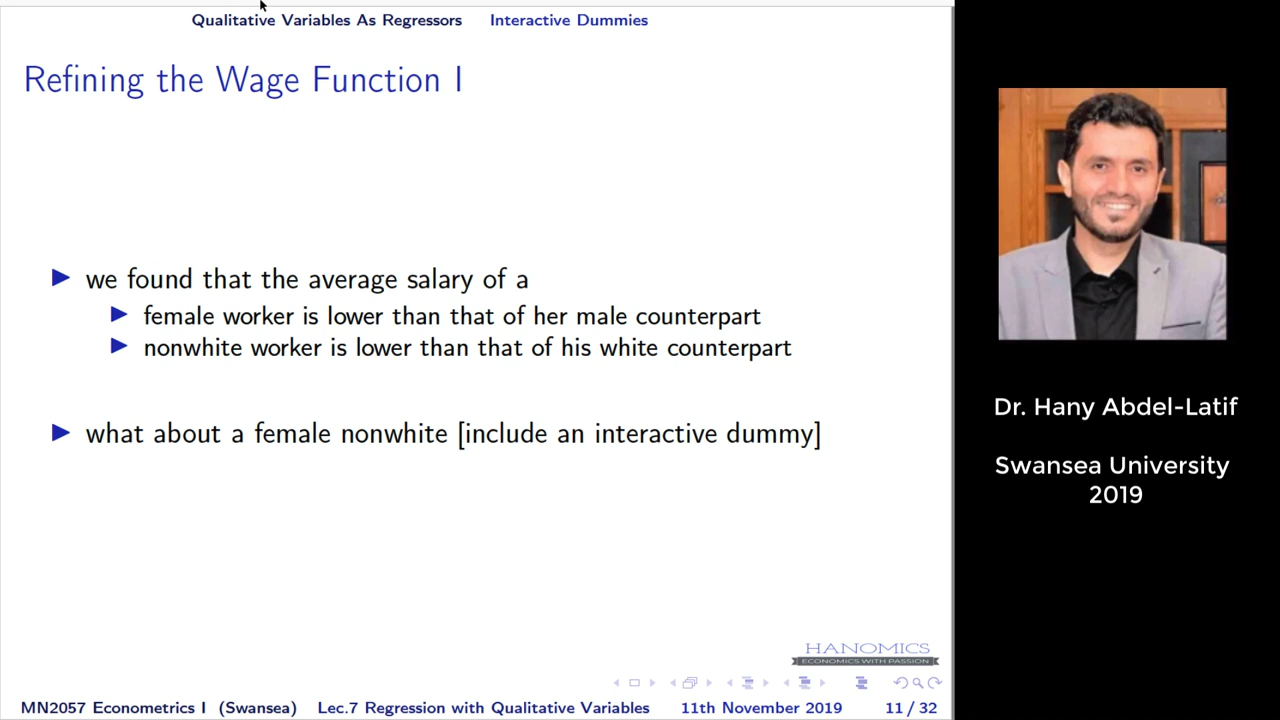 Qualitative Variables As Regressors Interactive Dummies
Refining the Wage Function I
we found that the average salary of a
female worker is lower than that of her male counterpart
nonwhite worker is lower than that of his white counterpart
what about a female nonwhite [include an interactive dummy]
HANOMICS
ECONOMICS WITH PASSION
MN2057 Econometrics I (Swansea) Lec.7 Regression with Qualitative Variables 11th November 2019 11 / 32
Dr. Hany Abdel-Latif
Swansea University
2019